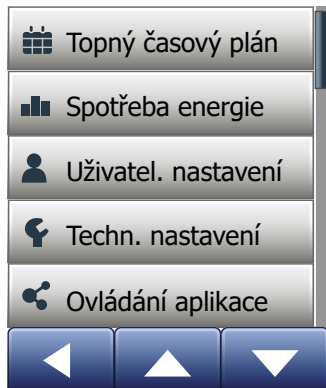 Topný časový plán
Spotřeba energie
Uživatel. nastavení
Techn. nastavení
Ovládání aplikace